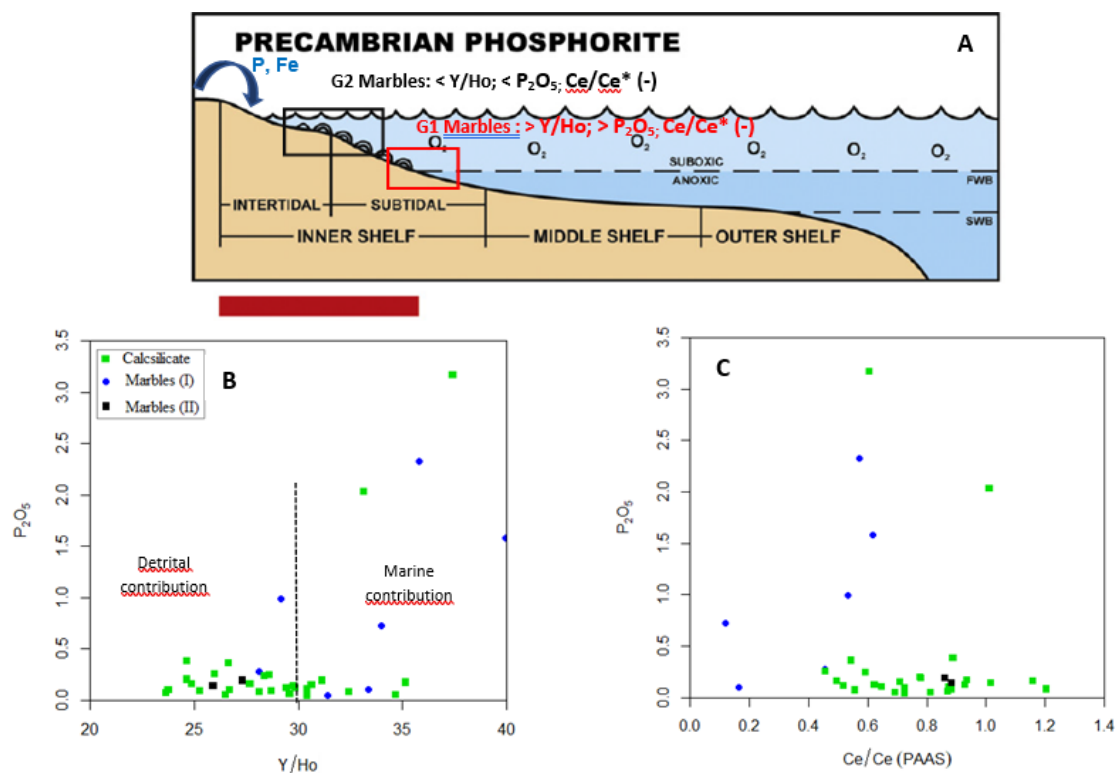 PRECAMBRIAN PHOSPHORITE
A
P, Fe
G2 Marbles: < Y/Ho; < P₂O₅; Ce/Ce* (-)
G1 Marbles : > Y/Ho; > P₂O₅; Ce/Ce* (-)
O₂ O₂ O₂ O₂ O₂ O₂
SUBOXIC
ANOXIC
FWB
SWB
INTERTIDAL SUBTIDAL
INNER SHELF MIDDLE SHELF OUTER SHELF
B
Calcsilicate
Marbles (I)
Marbles (II)
Detrital
contribution
Marine
contribution
P₂O₅
0.0 0.5 1.0 1.5 2.0 2.5 3.0 3.5
20 25 30 35 40
Y/Ho
C
P₂O₅
0.0 0.5 1.0 1.5 2.0 2.5 3.0 3.5
0.0 0.2 0.4 0.6 0.8 1.0 1.2 1.4
Ce/Ce (PAAS)